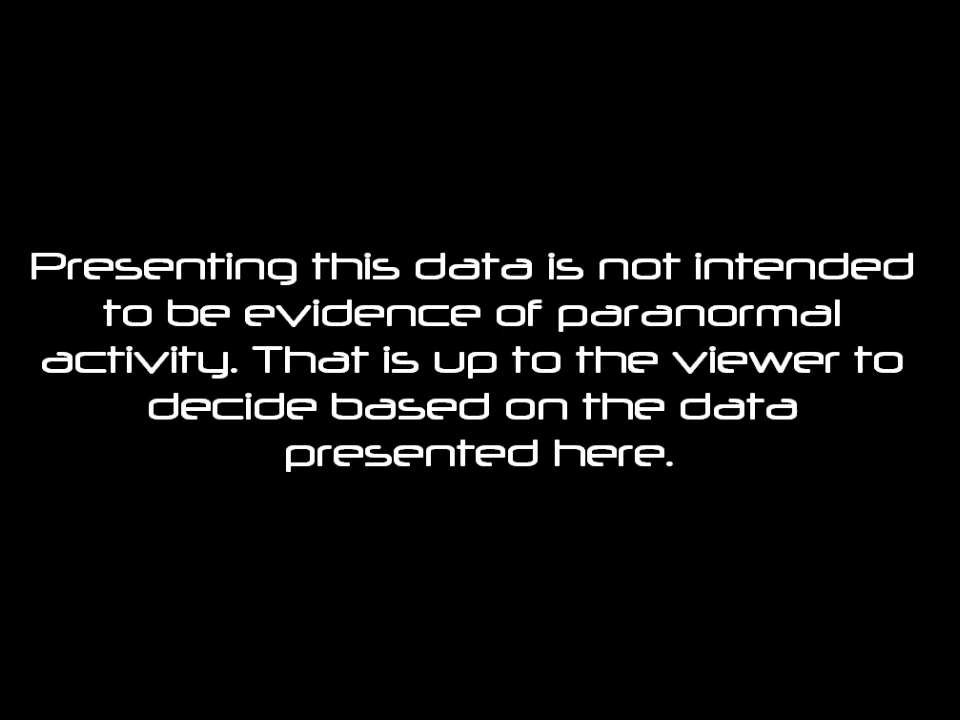 Presenting this data is not intended
to be evidence of paranormal
activity. That is up to the viewer to
decide based on the data
presented here.